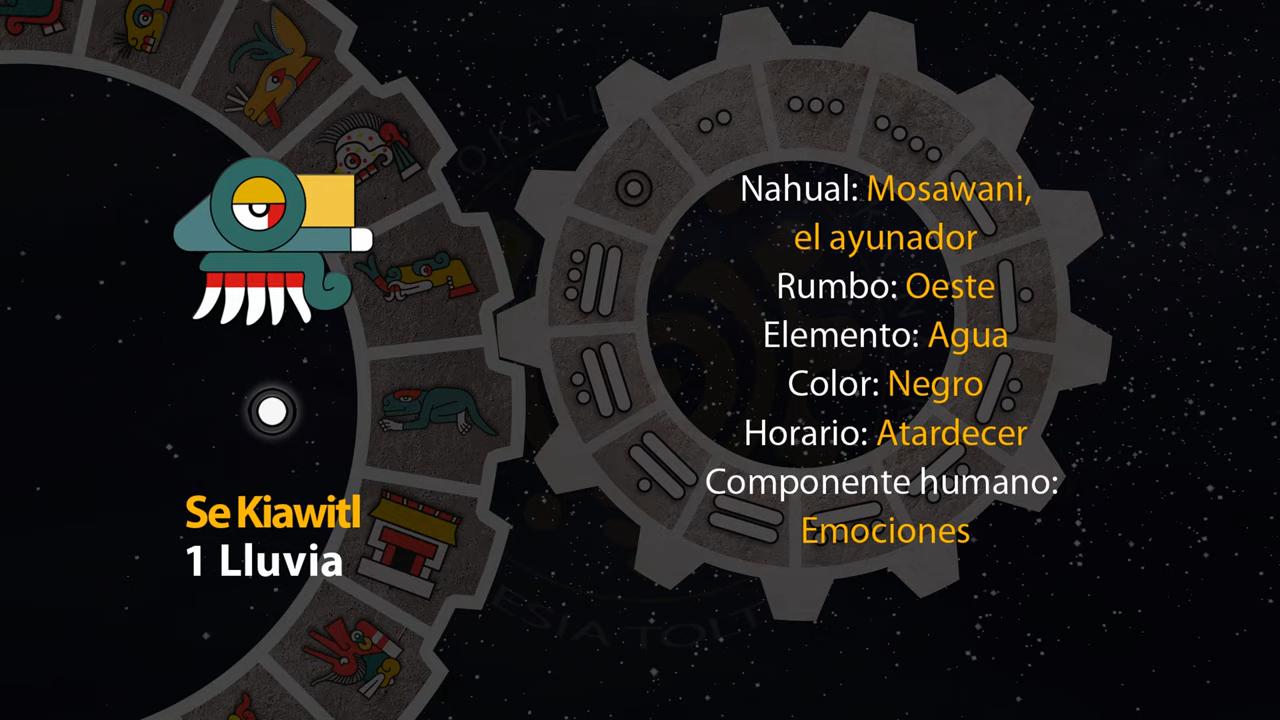 Se Kiawitl
1 Lluvia
Nahual: Mosawani,
el ayunador
Rumbo: Oeste
Elemento: Agua
Color: Negro
Horario: Atardecer
Componente humano:
Emociones